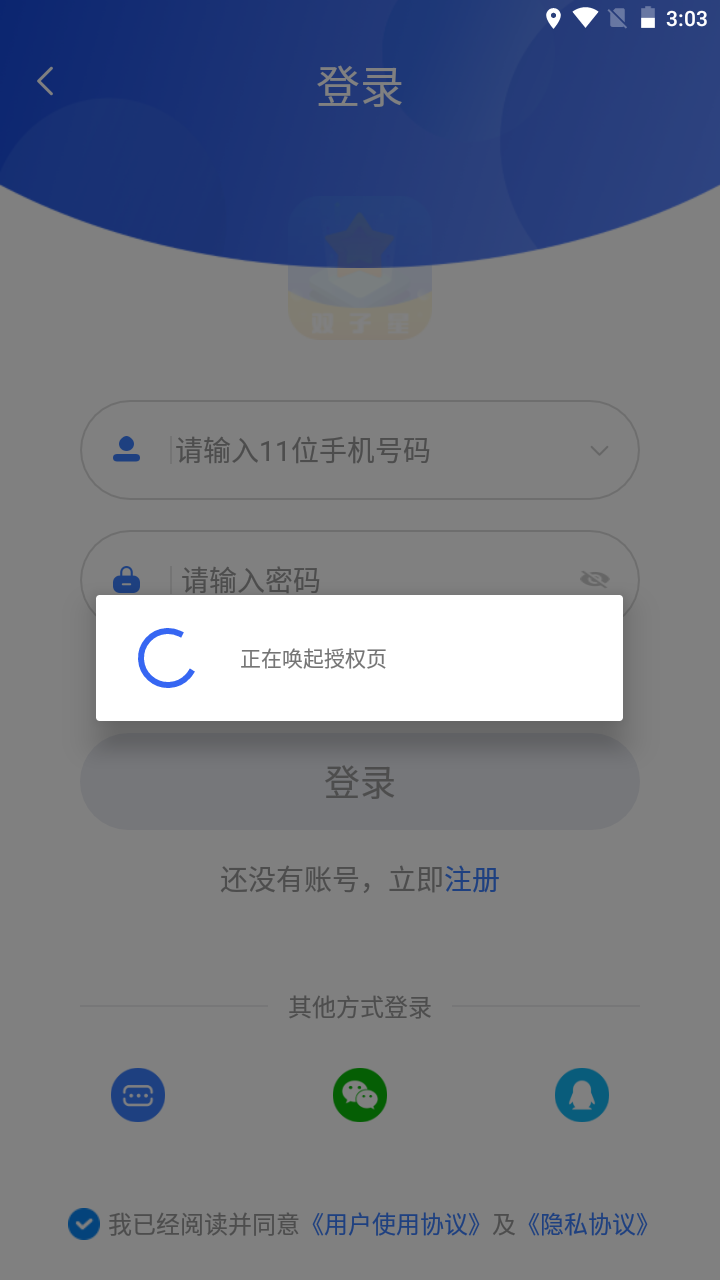 3:03
登录
请输入11位手机号码
请输入密码
正在唤起授权页
登录
还没有账号，立即注册
其他方式登录
我已经阅读并同意《用户使用协议》及《隐私协议》